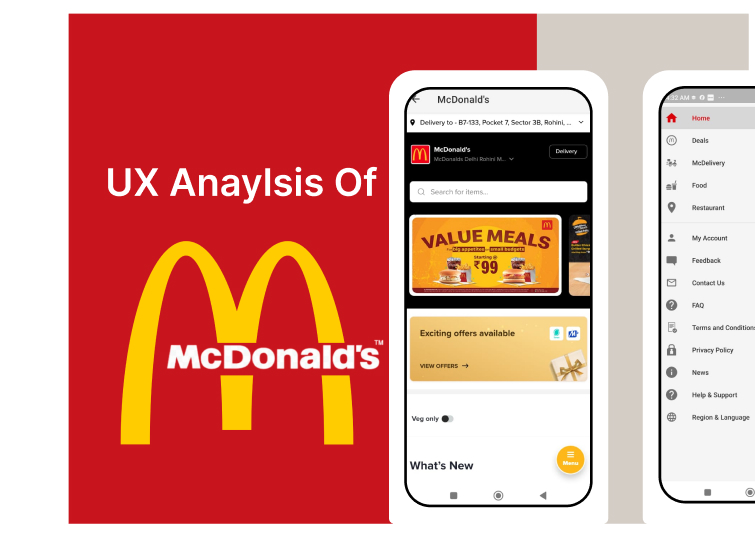 UX Anaylsis Of
McDonald's™
McDonald's
Delivery to - B7-133, Pocket 7, Sector 3B, Rohini, ...
McDonald's
McDonalds Delhi Rohini M...
Delivery
Search for items...
VALUE MEALS
for big appetites and small budgets
Starting @
₹99
Exciting offers available
VIEW OFFERS →
Veg only
What's New
Menu
:32 AM
Home
Deals
McDelivery
Food
Restaurant
My Account
Feedback
Contact Us
FAQ
Terms and Conditions
Privacy Policy
News
Help & Support
Region & Language